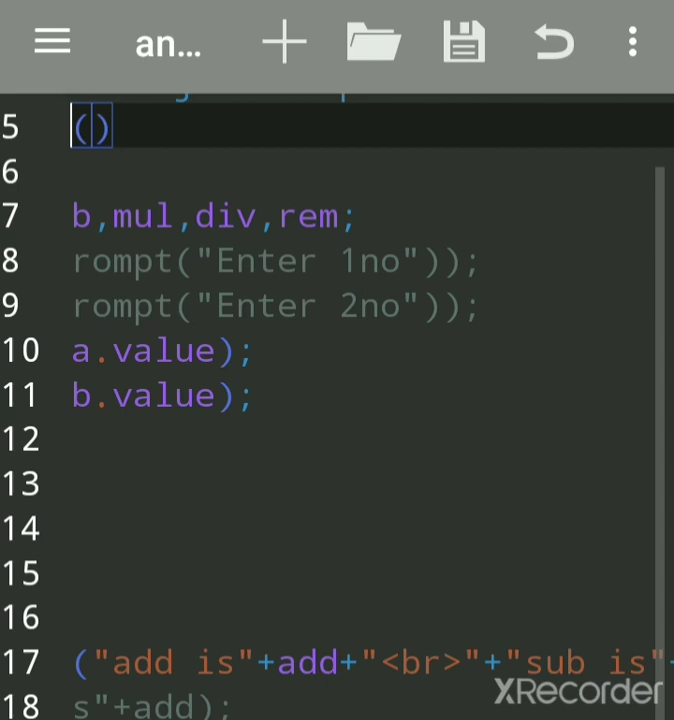 an...
5 ()
6
7 b,mul,div,rem;
8 rompt("Enter 1no"));
9 rompt("Enter 2no"));
10 a.value);
11 b.value);
12
13
14
15
16
17 ("add is"+add+"<br>"+"sub is"+
18 s"+add);
XRecorder